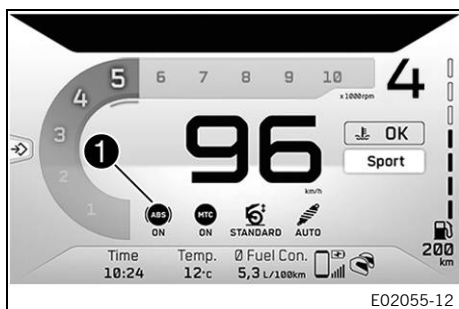 1 2 3 4 5 6 7 8 9 10
x1000rpm
4
96
km/h
OK
Sport
1
(ABS) MTC
ON ON STANDARD AUTO
Time Temp. Ø Fuel Con.
10:24 12°C 5,3 L/100km
200
km
E02055-12